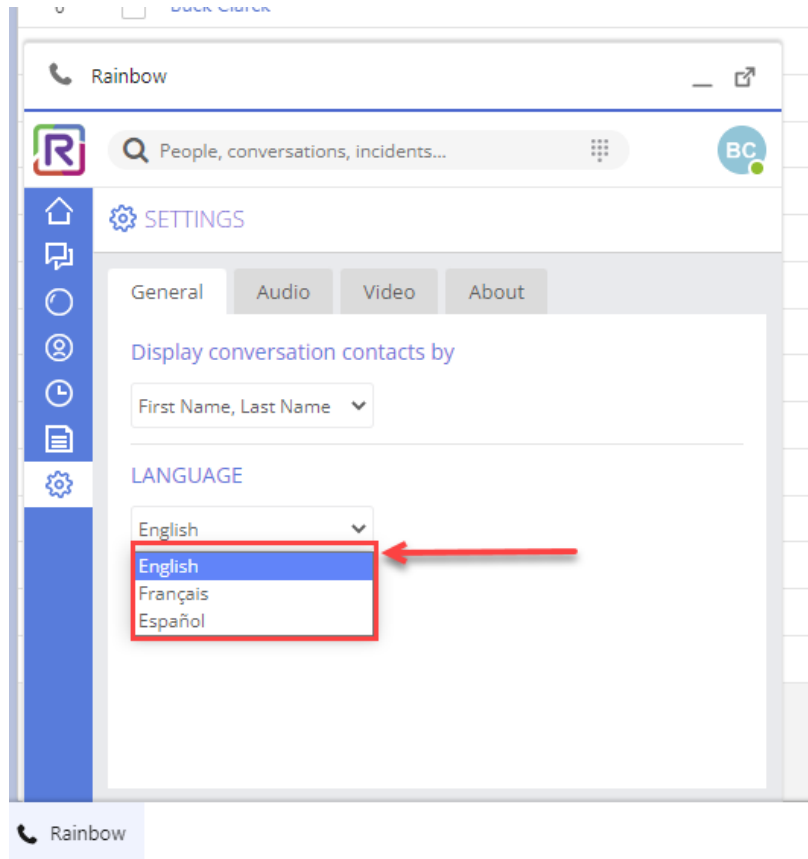 Rainbow
R
People, conversations, incidents...
BC
SETTINGS
General Audio Video About
Display conversation contacts by
First Name, Last Name
LANGUAGE
English
English
Français
Español
Rainbow